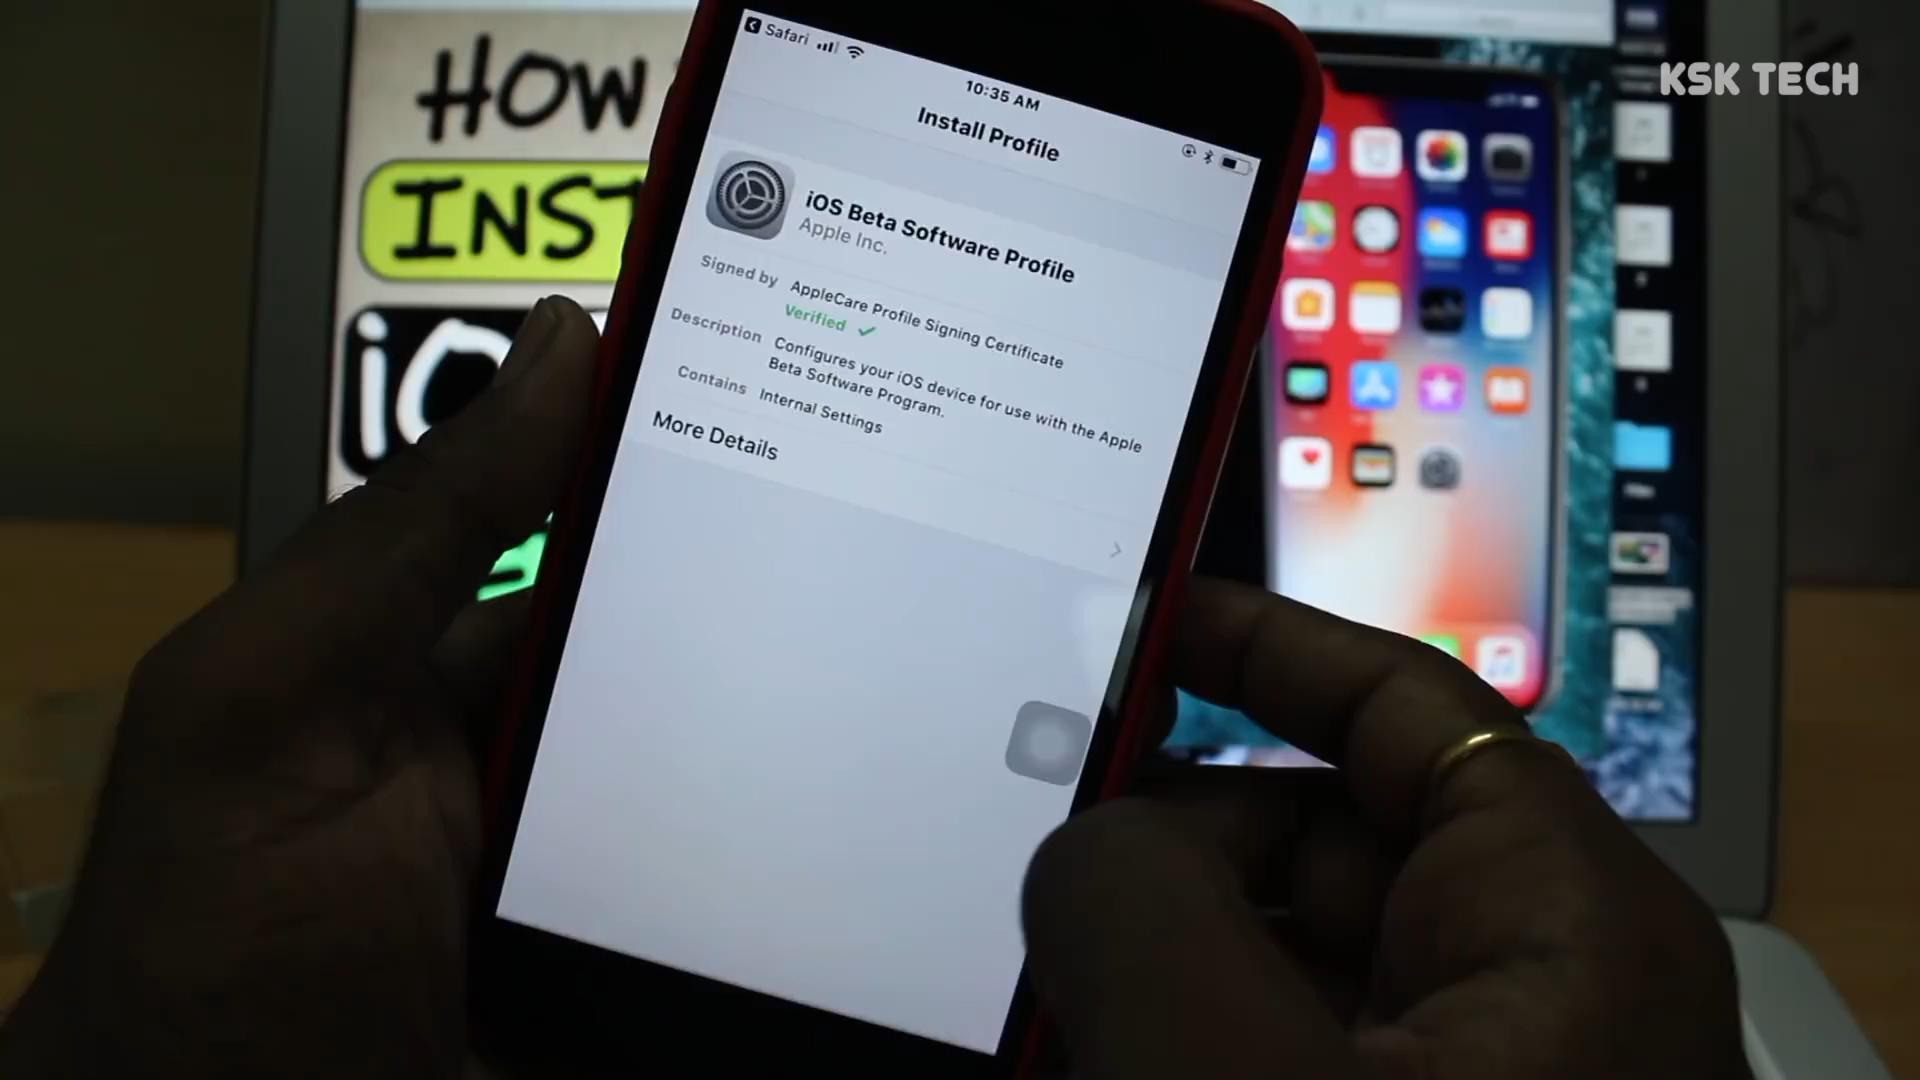 KSK TECH
HOW
INST
iO
Safari
10:35 AM
Install Profile
iOS Beta Software Profile
Apple Inc.
Signed by AppleCare Profile Signing Certificate
Verified
Description Configures your iOS device for use with the Apple
Beta Software Program.
Contains Internal Settings
More Details